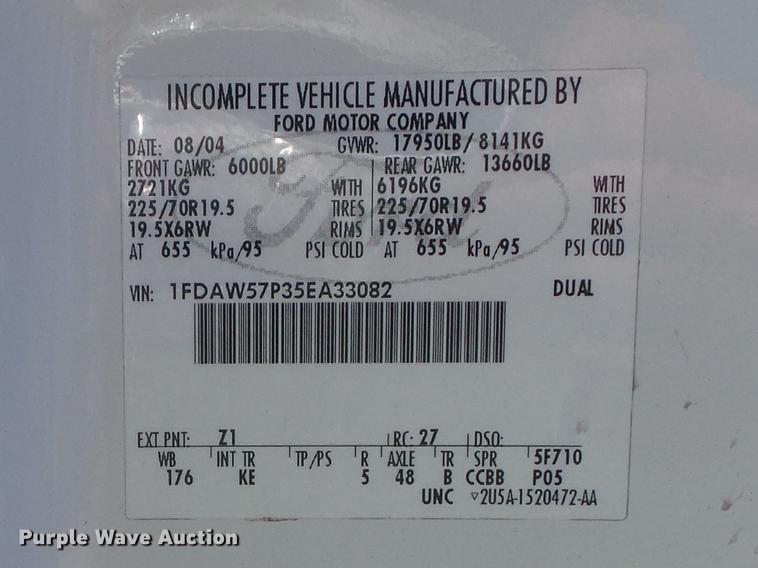 INCOMPLETE VEHICLE MANUFACTURED BY
FORD MOTOR COMPANY
DATE: 08/04 GVWR: 17950LB/ 8141KG
FRONT GAWR: 6000LB REAR GAWR: 13660LB
2721KG WITH 6196KG WITH
225/70R19.5 TIRES 225/70R19.5 TIRES
19.5X6RW RIMS 19.5X6RW RIMS
AT 655 kPa/95 PSI COLD AT 655 kPa/95 PSI COLD
VIN: 1FDAW57P35EA33082 DUAL
EXT PNT: Z1 RC: 27 DSO:
WB INT TR TP/PS R AXLE TR SPR 5F710
176 KE 5 48 B CCBB P05
UNC ▽2U5A-1520472-AA
Ford
Purple Wave Auction